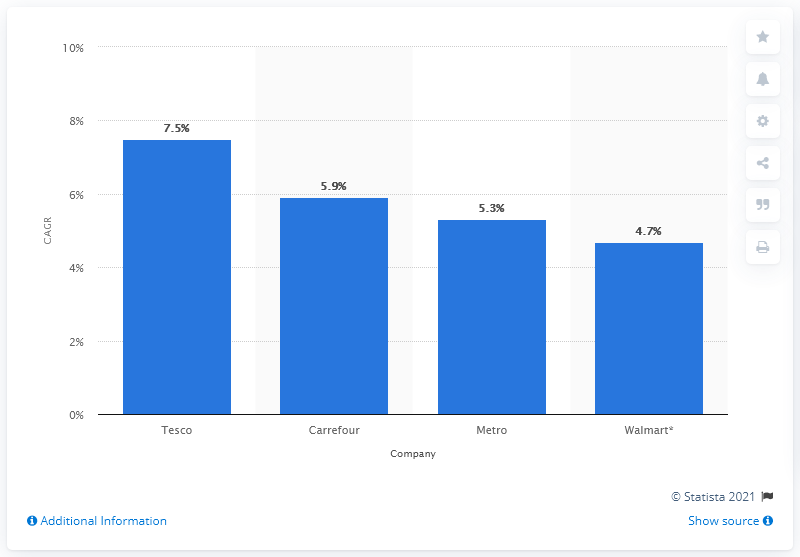 10%
8%
6%
4%
2%
0%
CAGR
7.5%
5.9%
5.3%
4.7%
Tesco
Carrefour
Metro
Walmart*
Company
© Statista 2021
Additional Information
Show source